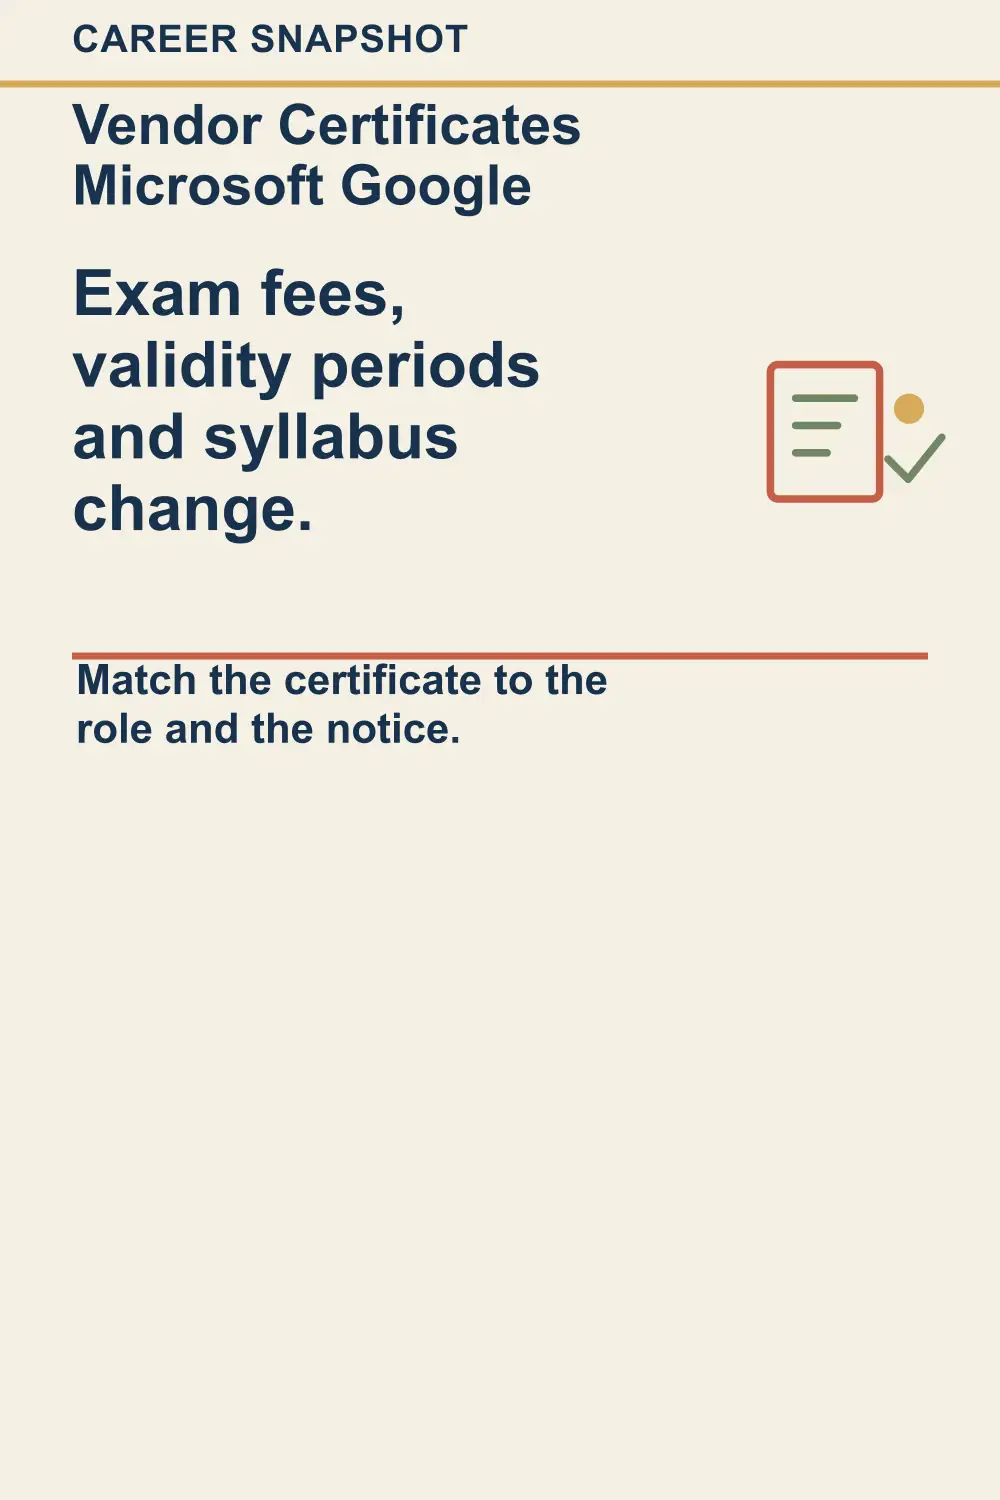 CAREER SNAPSHOT
Vendor Certificates
Microsoft Google
Exam fees,
validity periods
and syllabus
change.
Match the certificate to the
role and the notice.